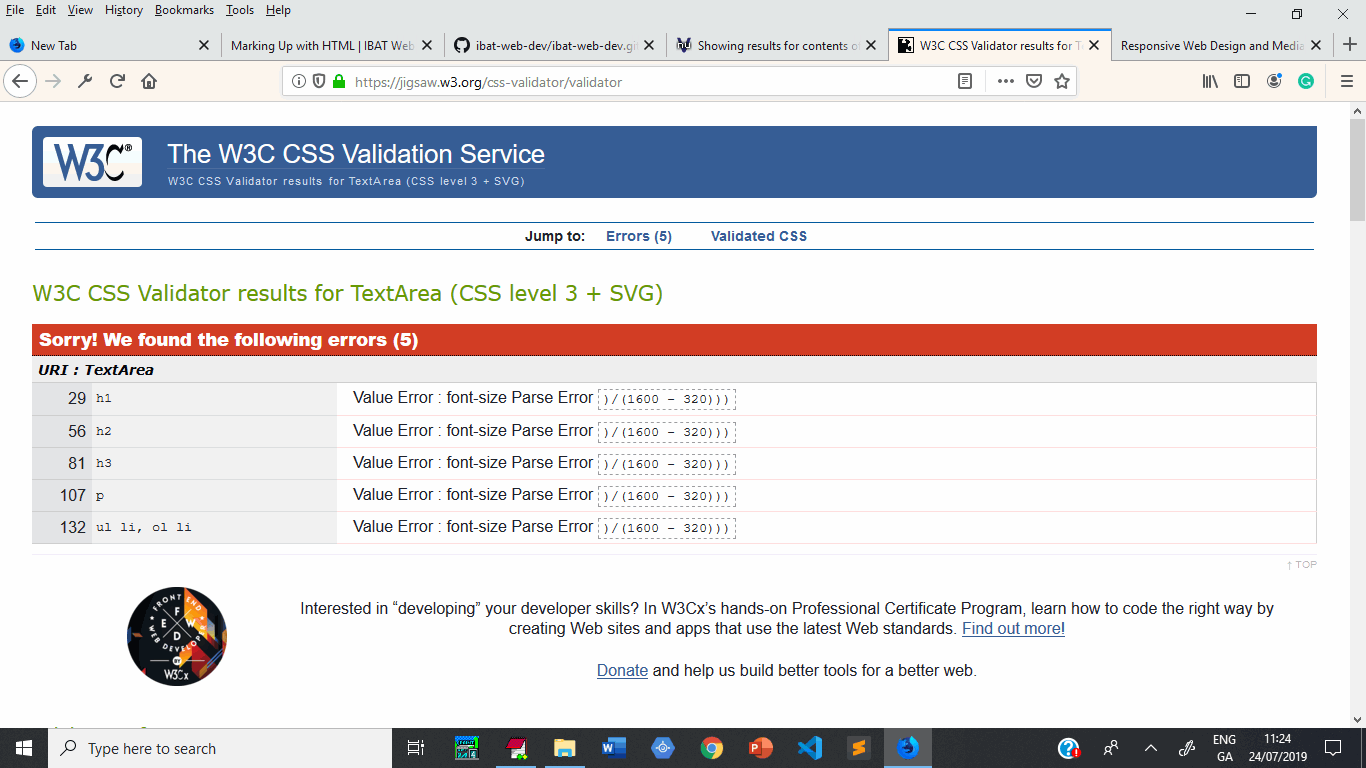 File Edit View History Bookmarks Tools Help
New Tab
Marking Up with HTML | IBAT Web
ibat-web-dev/ibat-web-dev.git
Showing results for contents of
W3C CSS Validator results for T
Responsive Web Design and Media
https://jigsaw.w3.org/css-validator/validator
W3C®
The W3C CSS Validation Service
W3C CSS Validator results for TextArea (CSS level 3 + SVG)
Jump to: Errors (5) Validated CSS
W3C CSS Validator results for TextArea (CSS level 3 + SVG)
Sorry! We found the following errors (5)
URI : TextArea
29 h1 Value Error : font-size Parse Error )/(1600 - 320)))
56 h2 Value Error : font-size Parse Error )/(1600 - 320)))
81 h3 Value Error : font-size Parse Error )/(1600 - 320)))
107 p Value Error : font-size Parse Error )/(1600 - 320)))
132 ul li, ol li Value Error : font-size Parse Error )/(1600 - 320)))
↑ TOP
FRONT END
F
E W
D
WEB DEVELOPER
BY
W3Cx
Interested in “developing” your developer skills? In W3Cx's hands-on Professional Certificate Program, learn how to code the right way by
creating Web sites and apps that use the latest Web standards. Find out more!
Donate and help us build better tools for a better web.
Type here to search
ENG
GA
11:24
24/07/2019